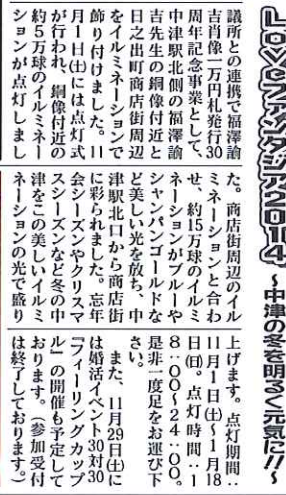 Loveファンタジア2014
～中津の冬を明るく元気に!!～
議所との連携で福澤諭
吉肖像一万円札発行30
周年記念事業として、
中津駅北側の福澤諭
吉先生の銅像付近と
日之出町商店街周辺
をイルミネーションで
飾り付けました。11
月1日㈯には点灯式
が行われ、銅像付近の
約5万球のイルミネー
ションが点灯しまし
た。商店街周辺のイル
ミネーションと合わ
せ、約15万球のイルミ
ネーションがブルーや
シャンパンゴールドな
ど美しい光を放ち、中
津駅北口から商店街
に彩られました。忘年
会シーズンやクリスマ
スシーズンなど冬の中
津をこの美しいイルミ
ネーションの光で盛り
上げます。点灯期間：
11月1日㈯～1月18
日㈰。点灯時間：1
8：00～24：00。
是非一度足をお運び下
さい。
また、11月29日㈯に
は婚活イベント30対30
「フィーリングカップ
ル」の開催も予定して
おります。（参加受付
は終了しております。）